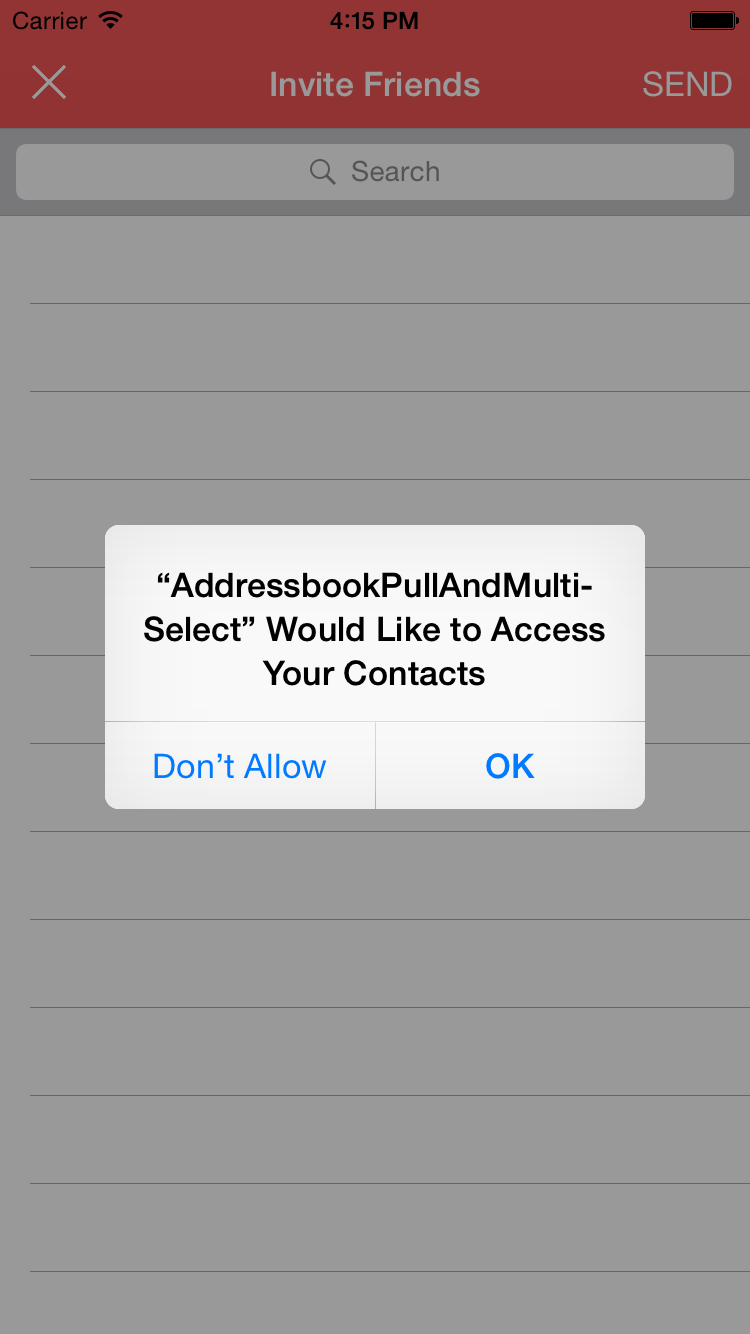 Carrier 4:15 PM
Invite Friends SEND
Search
“AddressbookPullAndMulti-
Select” Would Like to Access
Your Contacts
Don’t Allow OK